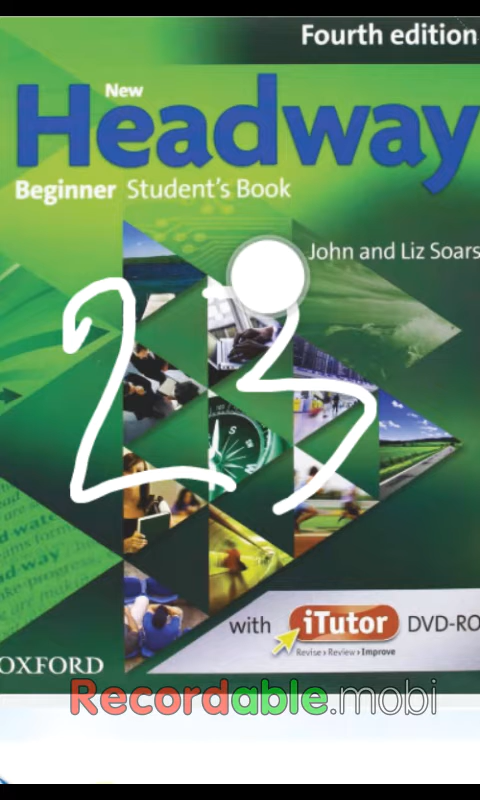 Fourth edition
New
Headway
Beginner Student's Book
John and Liz Soars
23
with iTutor DVD-RO
Revise › Review › Improve
OXFORD
Recordable.mobi